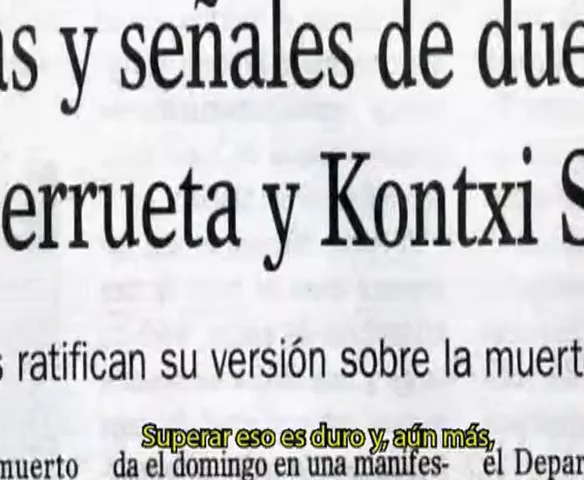 s y señales de due
errueta y Kontxi S
s ratifican su versión sobre la muert
Superar eso es duro y, aún más,
muerto da el domingo en una manifes- el Depar